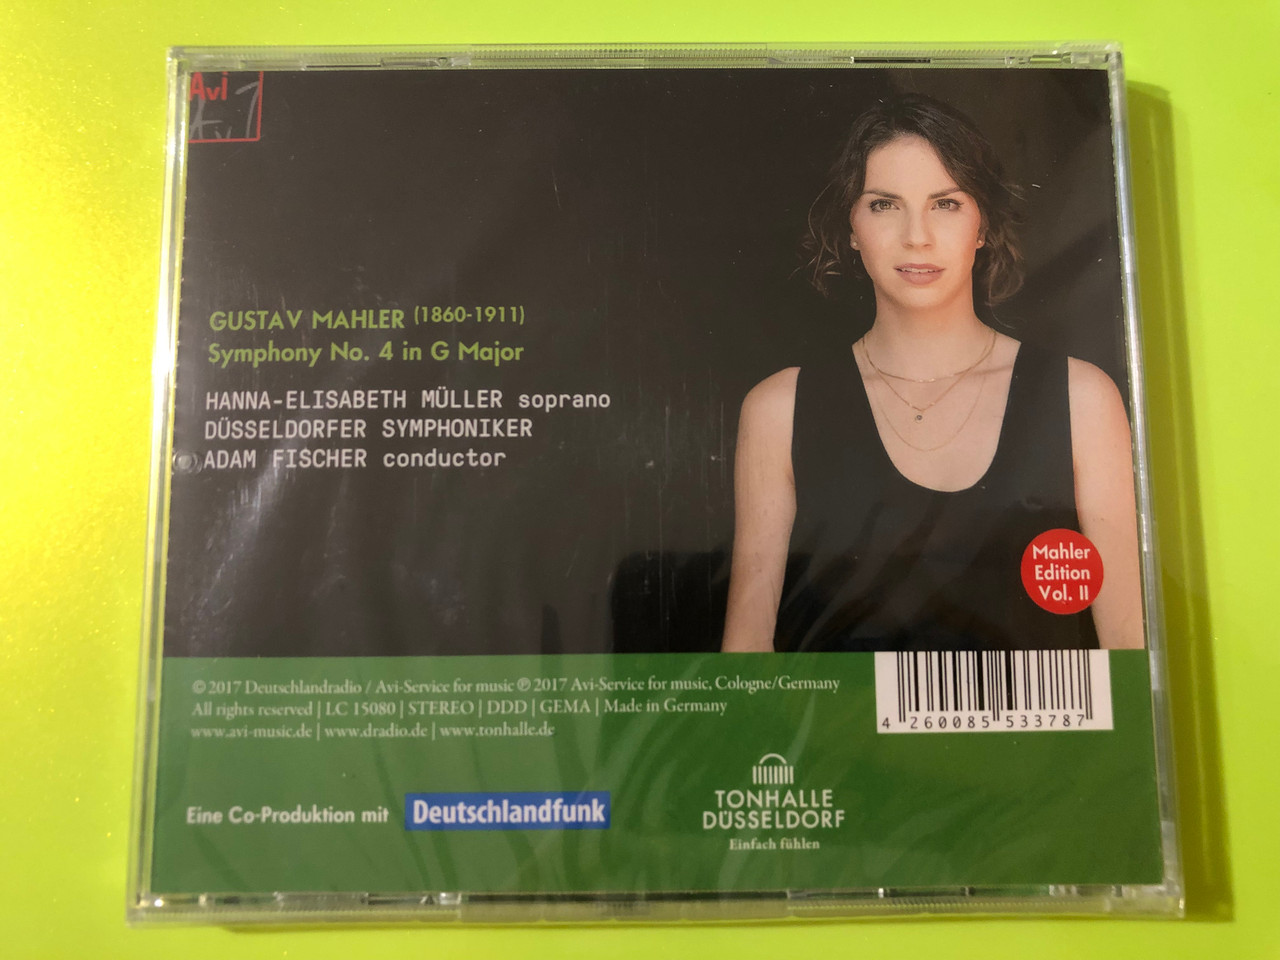 Avi
Avi
GUSTAV MAHLER (1860-1911)
Symphony No. 4 in G Major
HANNA-ELISABETH MÜLLER soprano
DÜSSELDORFER SYMPHONIKER
ADAM FISCHER conductor
Mahler
Edition
Vol. II
© 2017 Deutschlandradio / Avi-Service for music ℗ 2017 Avi-Service for music, Cologne/Germany
All rights reserved | LC 15080 | STEREO | DDD | GEMA | Made in Germany
www.avi-music.de | www.dradio.de | www.tonhalle.de
4 260085 533787
Eine Co-Produktion mit Deutschlandfunk
TONHALLE
DÜSSELDORF
Einfach fühlen